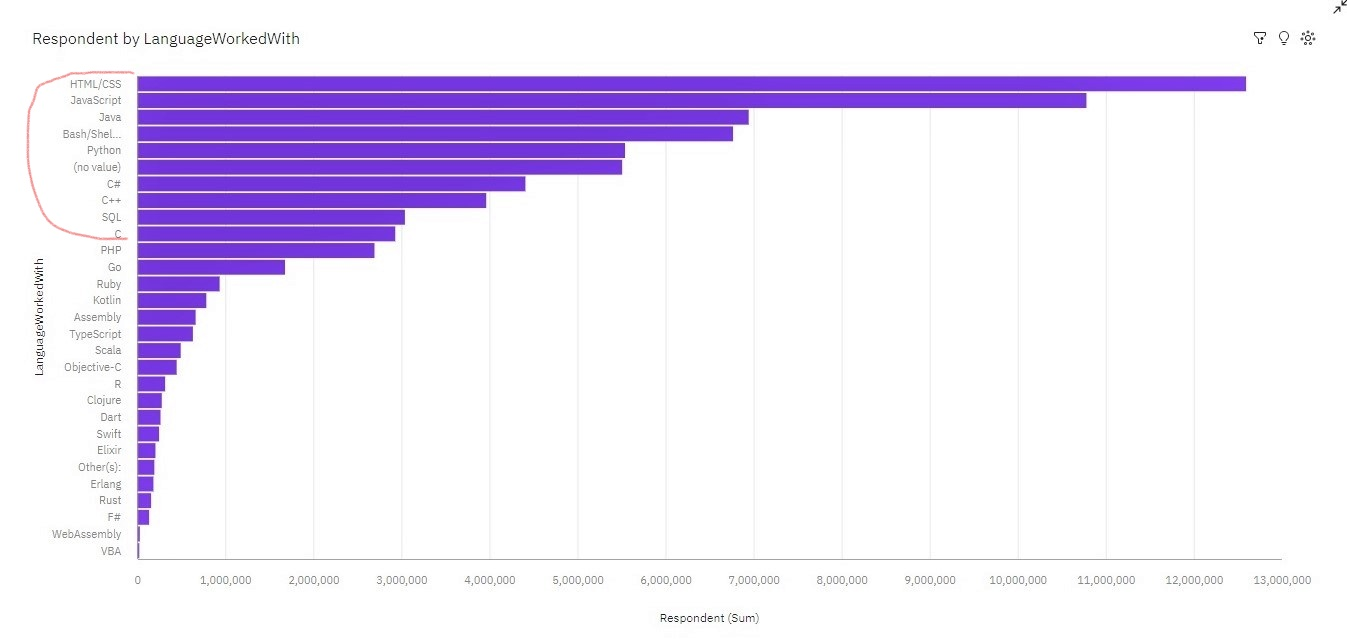 Respondent by LanguageWorkedWith
HTML/CSS
JavaScript
Java
Bash/Shel...
Python
(no value)
C#
C++
SQL
C
PHP
Go
Ruby
Kotlin
Assembly
TypeScript
Scala
Objective-C
R
Clojure
Dart
Swift
Elixir
Other(s):
Erlang
Rust
F#
WebAssembly
VBA
LanguageWorkedWith
0 1,000,000 2,000,000 3,000,000 4,000,000 5,000,000 6,000,000 7,000,000 8,000,000 9,000,000 10,000,000 11,000,000 12,000,000 13,000,000
Respondent (Sum)